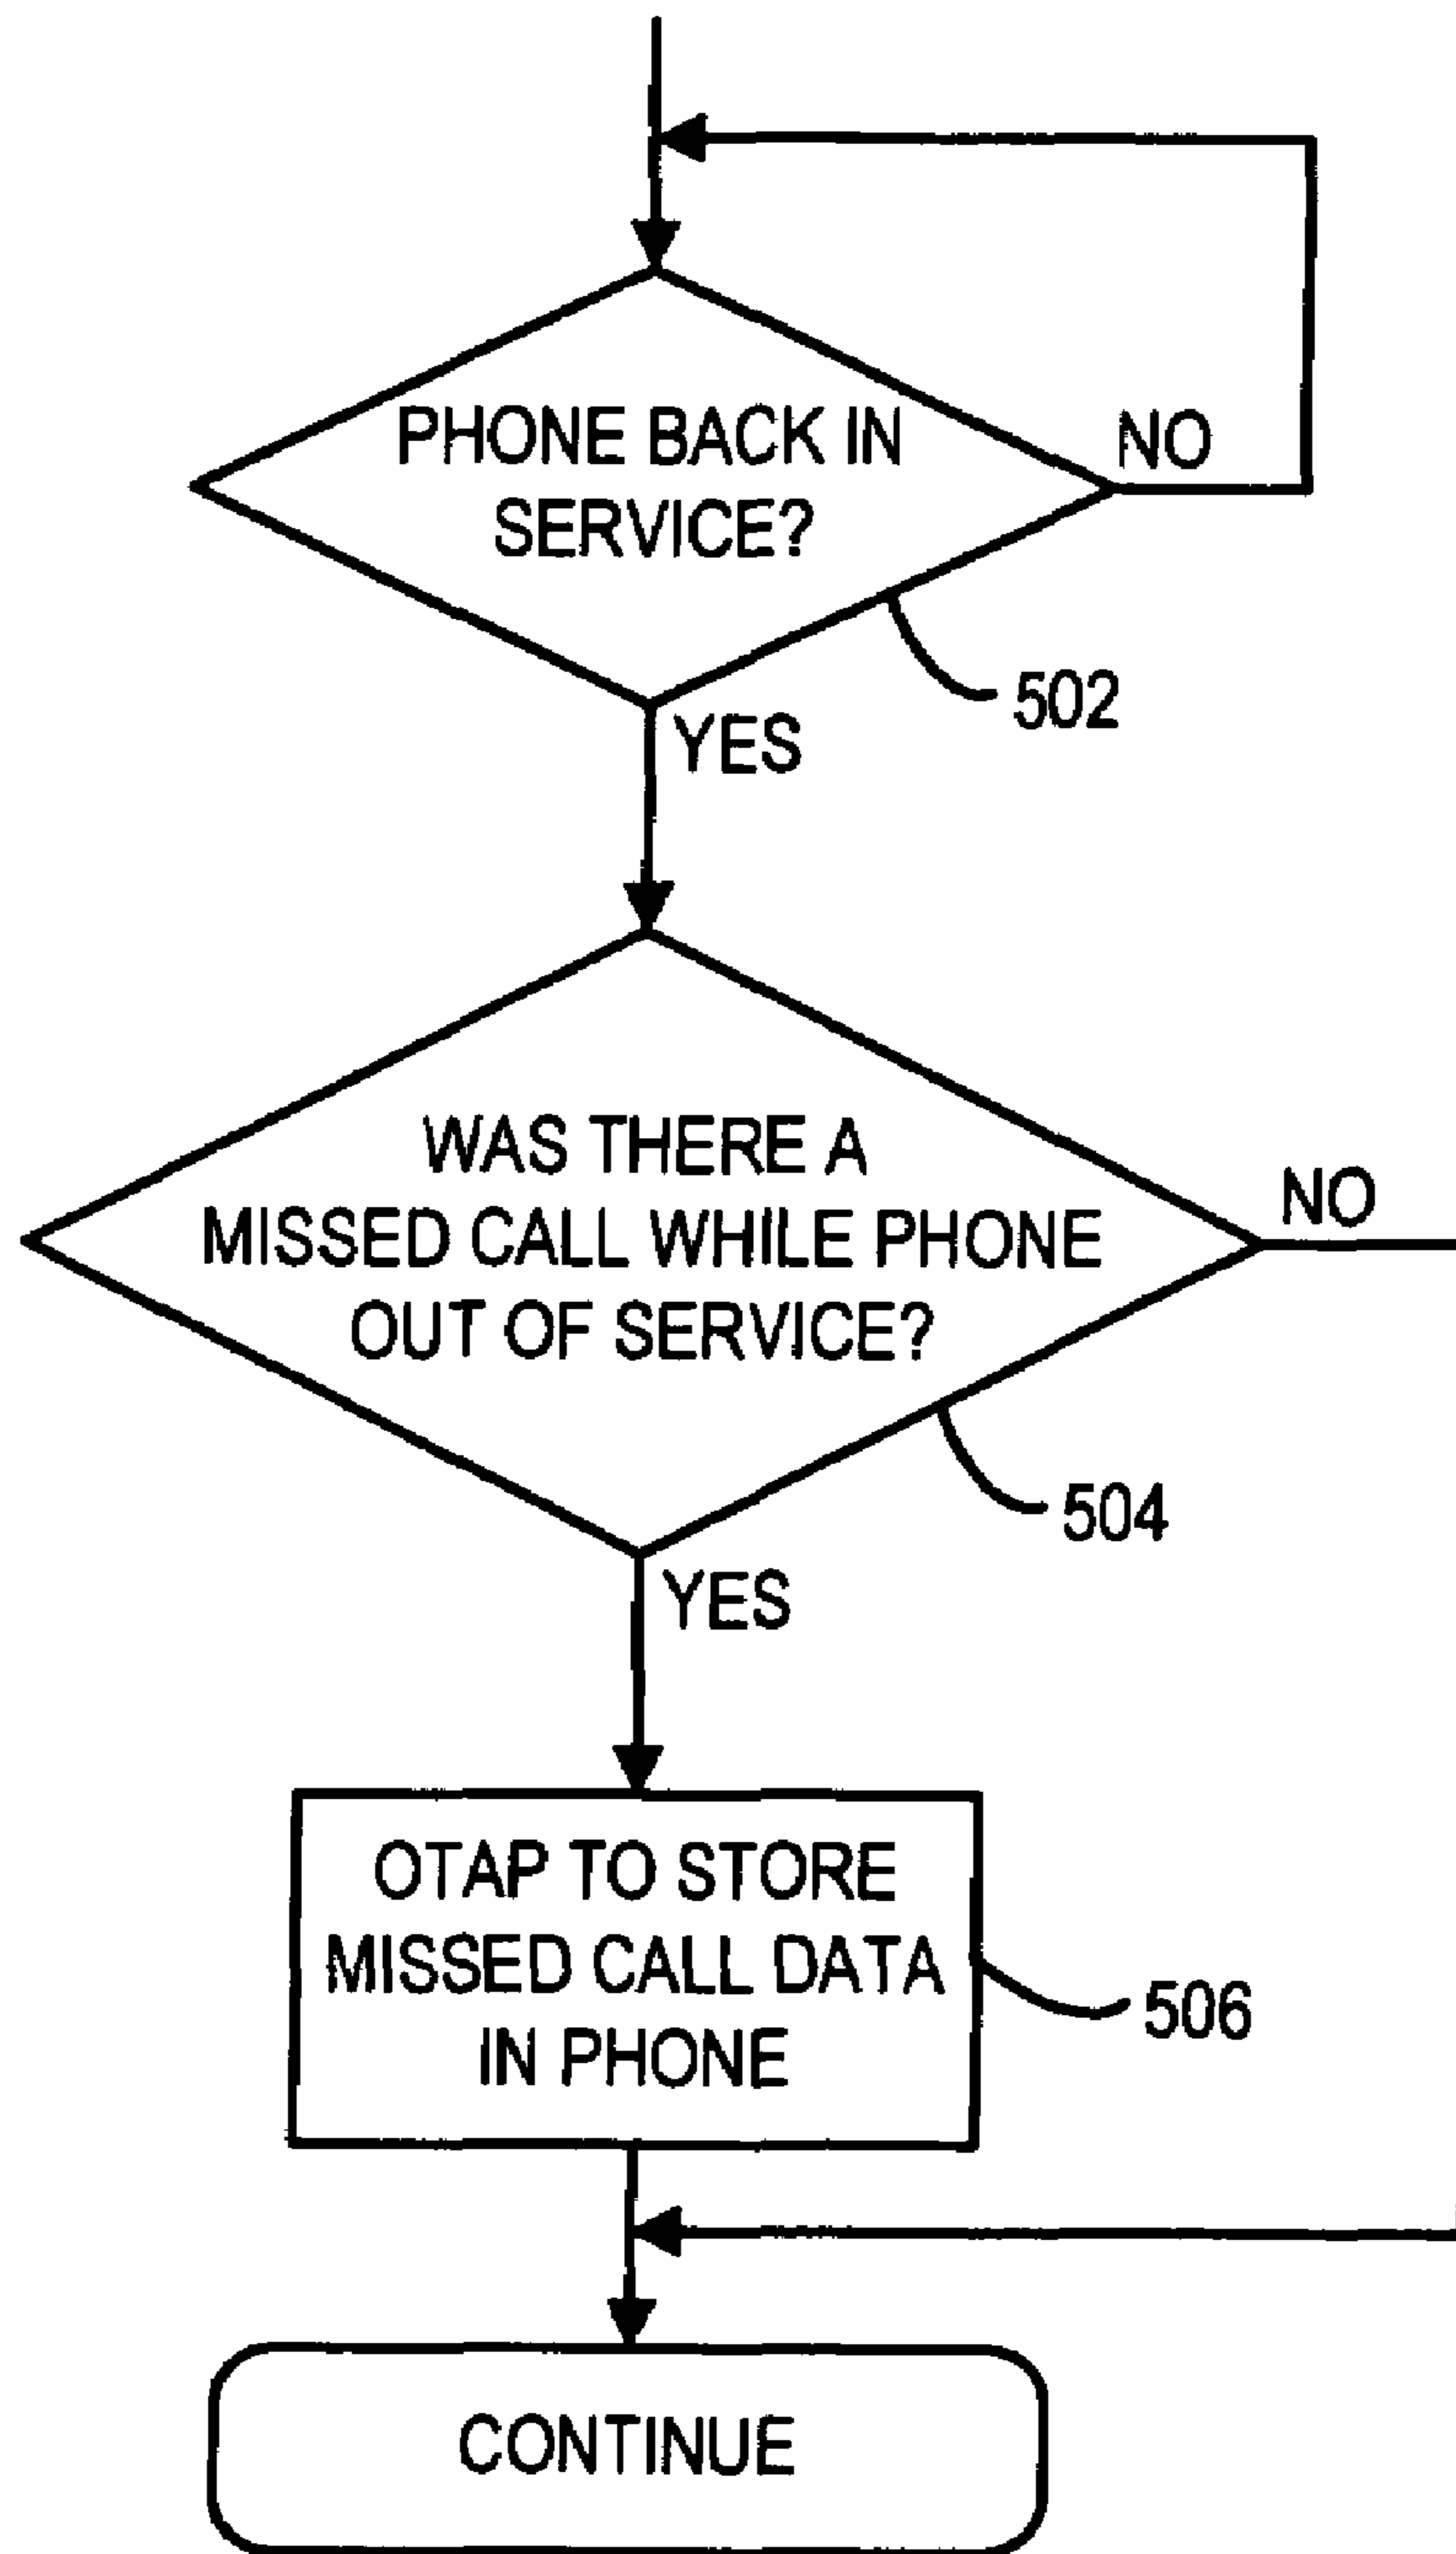 PHONE BACK IN
SERVICE?
NO
502
YES
WAS THERE A
MISSED CALL WHILE PHONE
OUT OF SERVICE?
NO
504
YES
OTAP TO STORE
MISSED CALL DATA
IN PHONE
506
CONTINUE